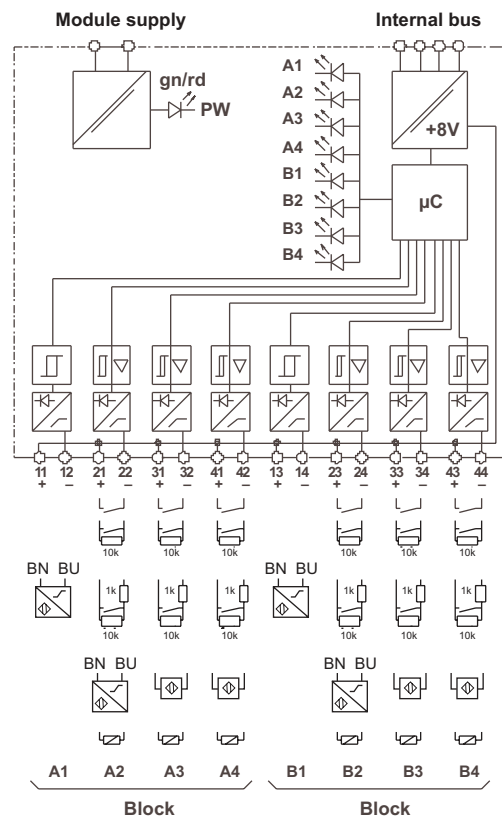 Module supply Internal bus
gn/rd
PW
A1
A2
A3
A4
B1
B2
B3
B4
+8V
µC
11 12 21 22 31 32 41 42 13 14 23 24 33 34 43 44
+ – + – + – + – + – + – + – + –
10k 10k 10k 10k 10k 10k
BN BU BN BU
1k 1k 1k 1k 1k 1k
10k 10k 10k 10k 10k 10k
BN BU BN BU
A1 A2 A3 A4 B1 B2 B3 B4
Block Block